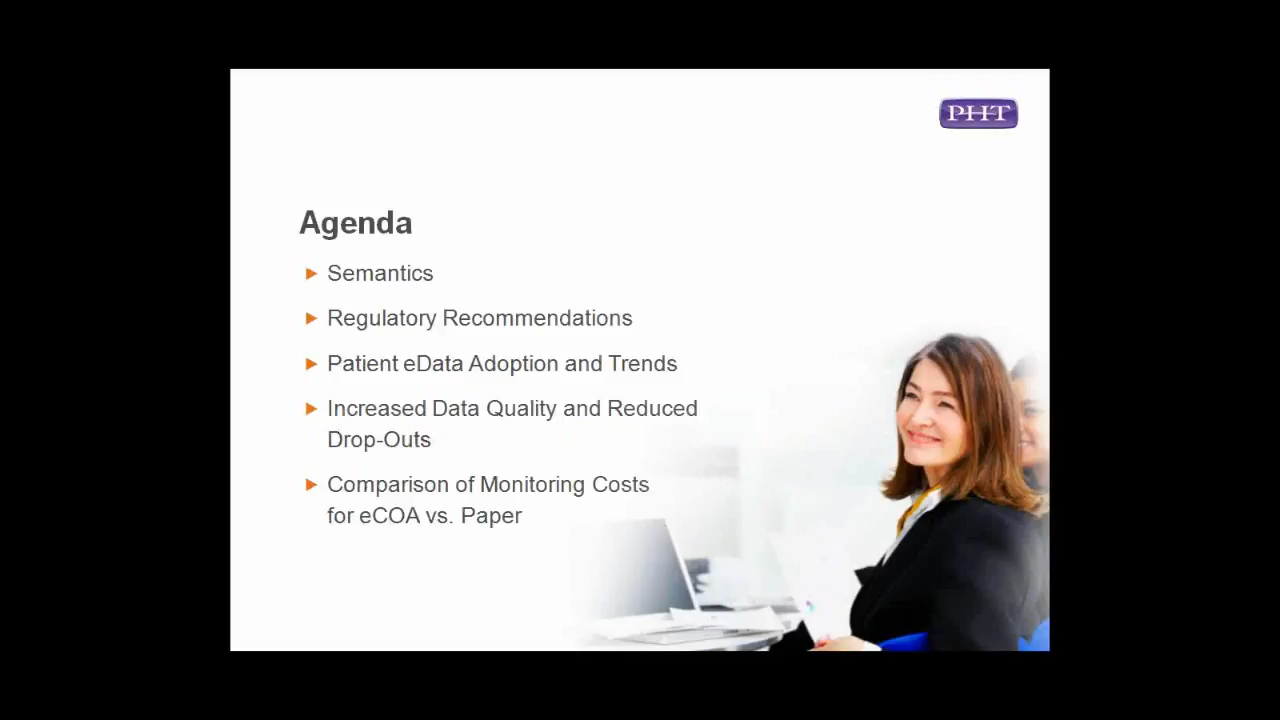 PHT
Agenda
Semantics
Regulatory Recommendations
Patient eData Adoption and Trends
Increased Data Quality and Reduced
Drop-Outs
Comparison of Monitoring Costs
for eCOA vs. Paper